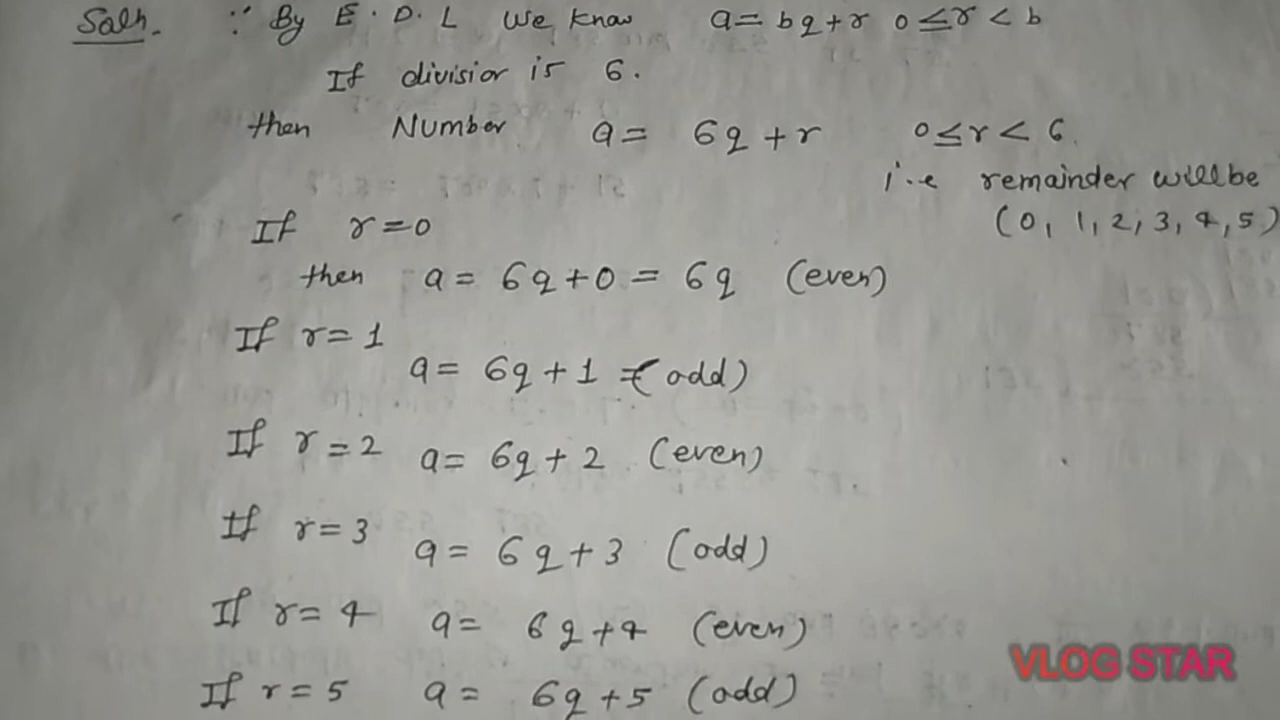 Soln. ∵ By E.D.L We know a = bq + r 0 ≤ r < b
If divisior is 6.
then Number a = 6q + r 0 ≤ r < 6.
i.e remainder will be
(0, 1, 2, 3, 4, 5)
If r = 0
then a = 6q + 0 = 6q (even)
If r = 1
a = 6q + 1 (odd)
If r = 2 a = 6q + 2 (even)
If r = 3 a = 6q + 3 (odd)
If r = 4 a = 6q + 4 (even)
If r = 5 a = 6q + 5 (odd)
VLOG STAR